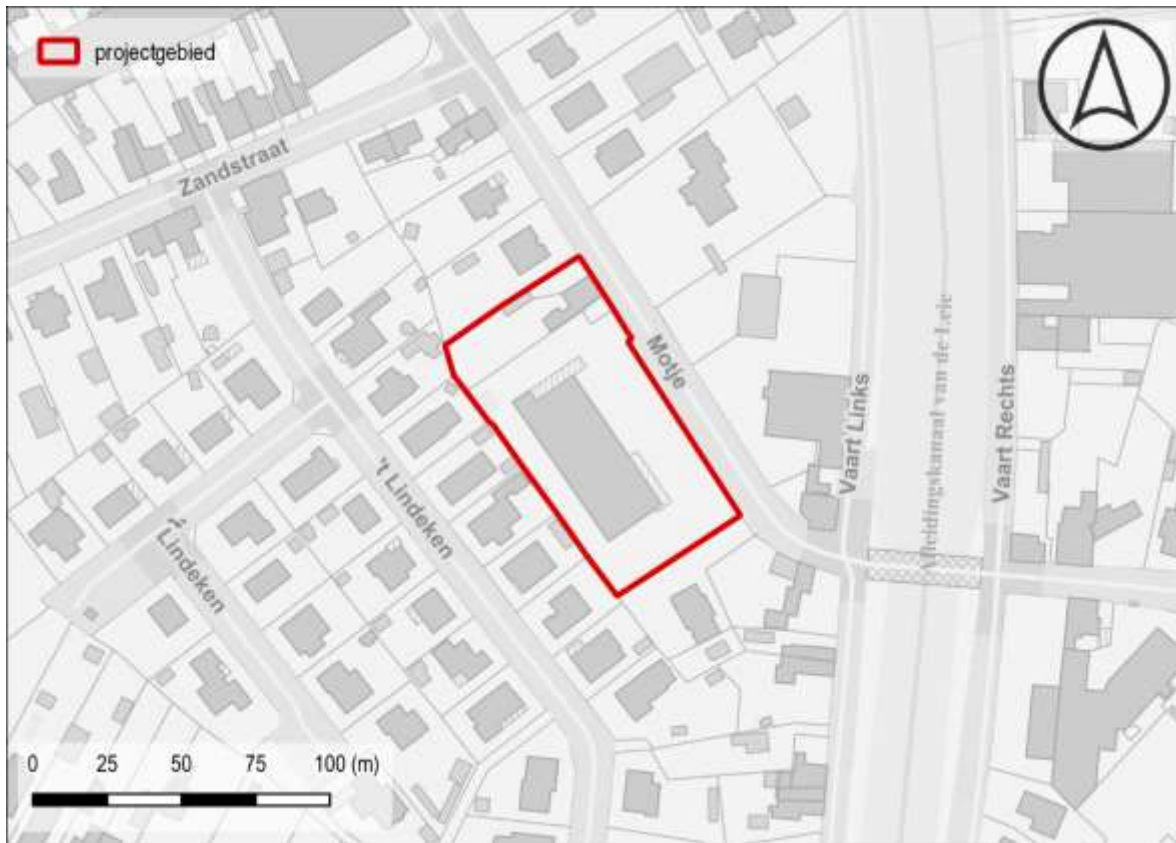 projectgebied
Zandstraat
Motje
't Lindeken
't Lindeken
Vaart Links
Afleidingskanaal van de Leie
Vaart Rechts
0 25 50 75 100 (m)